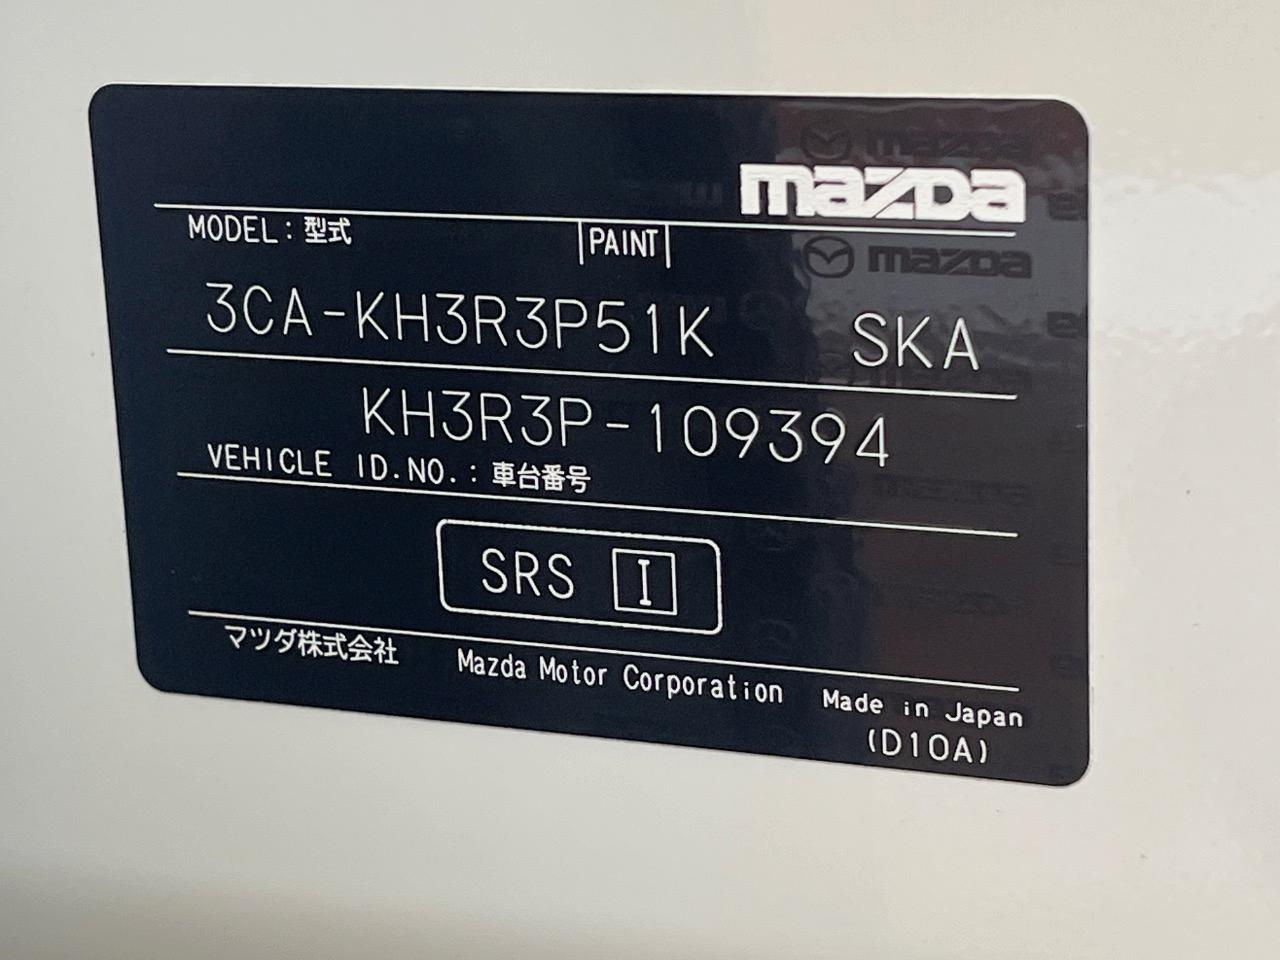 mazda
MODEL: 型式 PAINT
3CA-KH3R3P51K SKA
KH3R3P-109394
VEHICLE ID.NO.: 車台番号
SRS I
マツダ株式会社 Mazda Motor Corporation Made in Japan
(D10A)